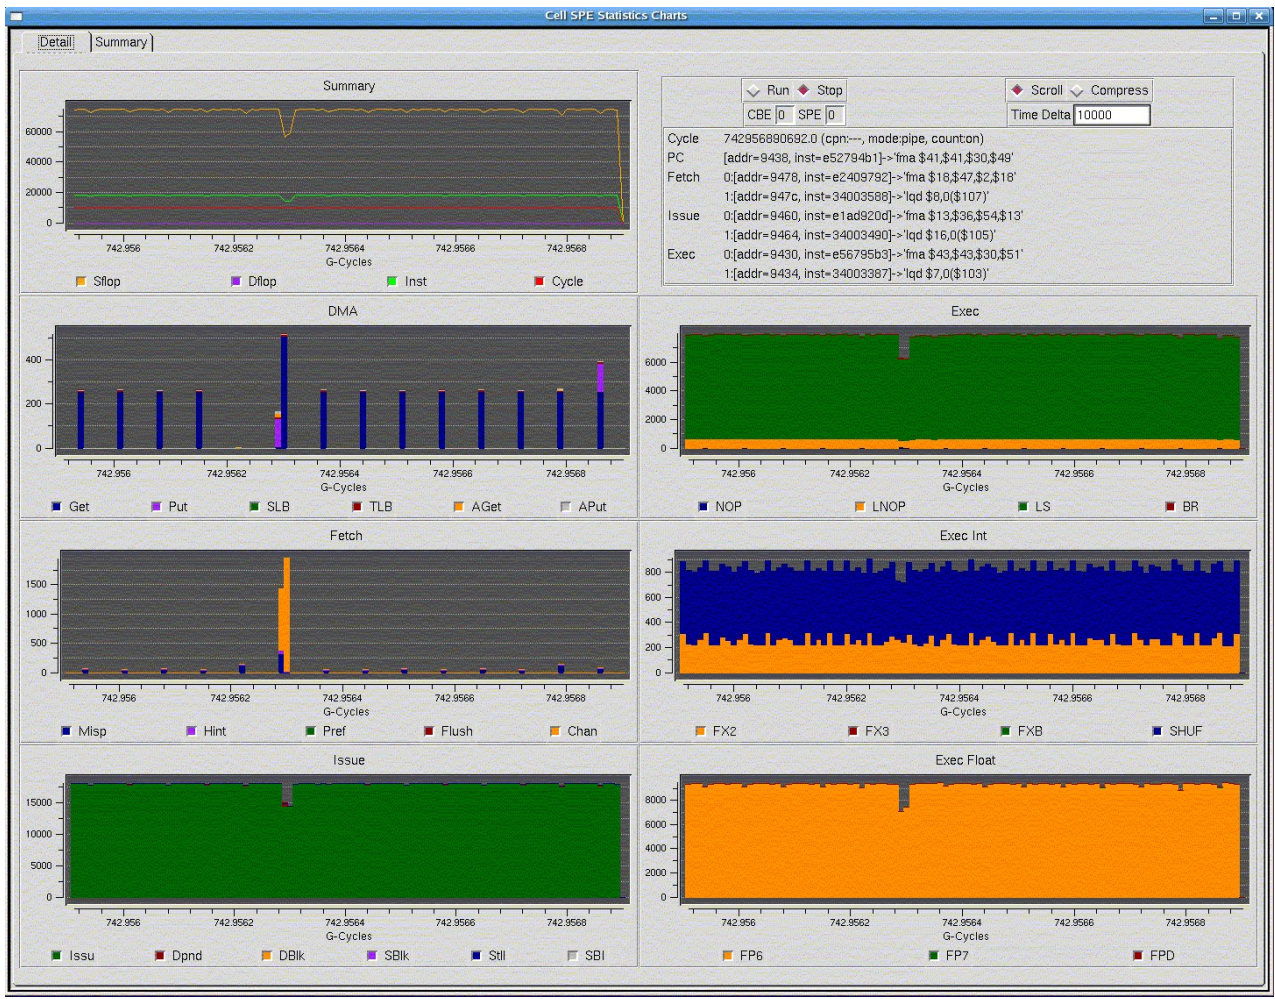 Cell SPE Statistics Charts
Detail Summary
Summary
60000
40000
20000
0
742.956 742.9562 742.9564 742.9566 742.9568
G-Cycles
Sflop Dflop Inst Cycle
Run Stop
Scroll Compress
CBE 0 SPE 0
Time Delta 10000
Cycle 742956890692.0 (cpn:---, mode:pipe, count:on)
PC [addr=9438, inst=e52794b1]->'fma $41,$41,$30,$49'
Fetch 0:[addr=9478, inst=e2409792]->'fma $18,$47,$2,$18'
1:[addr=947c, inst=34003588]->'lqd $8,0($107)'
Issue 0:[addr=9460, inst=e1ad920d]->'fma $13,$36,$54,$13'
1:[addr=9464, inst=34003490]->'lqd $16,0($105)'
Exec 0:[addr=9430, inst=e56795b3]->'fma $43,$43,$30,$51'
1:[addr=9434, inst=34003387]->'lqd $7,0($103)'
DMA
400
200
0
742.956 742.9562 742.9564 742.9566 742.9568
G-Cycles
Get Put SLB TLB AGet APut
Exec
6000
4000
2000
0
742.956 742.9562 742.9564 742.9566 742.9568
G-Cycles
NOP LNOP LS BR
Fetch
1500
1000
500
0
742.956 742.9562 742.9564 742.9566 742.9568
G-Cycles
Misp Hint Pref Flush Chan
Exec Int
800
600
400
200
0
742.956 742.9562 742.9564 742.9566 742.9568
G-Cycles
FX2 FX3 FXB SHUF
Issue
15000
10000
5000
0
742.956 742.9562 742.9564 742.9566 742.9568
G-Cycles
Issu Dpnd DBlk SBlk Stll SBI
Exec Float
8000
6000
4000
2000
0
742.956 742.9562 742.9564 742.9566 742.9568
G-Cycles
FP6 FP7 FPD